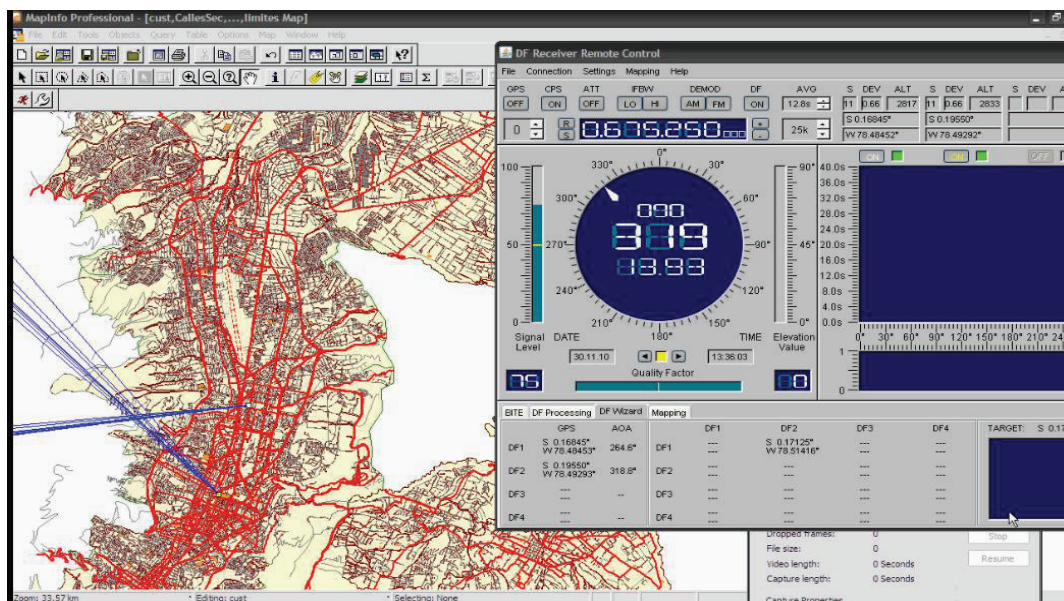 MapInfo Professional - [cust,CallesSec,...,limites Map]
File Edit Tools Objects Query Table Options Map Window Help
DF Receiver Remote Control
File Connection Settings Mapping Help
GPS CPS ATT IFBW DEMOD DF AVG S DEV ALT S DEV ALT S DEV
OFF ON OFF LO HI AM FM ON 12.8s 11 0.66 2817 11 0.66 2833
0 R S 0.675.250 + - 25k
S 0.16845° S 0.19550°
W 78.48452° W 78.49292°
ON ON OFF
100
50
0
0° 30° 60° 90° 120° 150° 180° 210° 240° 270° 300° 330°
090
319
90°
45°
0°
40.0s
36.0s
32.0s
28.0s
24.0s
20.0s
16.0s
12.0s
8.0s
4.0s
0.0s
0° 30° 60° 90° 120° 150° 180° 210°
1
0
Signal Level DATE TIME Elevation Value
30.11.10 13:36:03
Quality Factor
75
BITE DF Processing DF Wizard Mapping
GPS AOA DF1 DF2 DF3 DF4 TARGET: S 0.17
DF1 S 0.16845° W 78.48453° 264.6° DF1 --- S 0.17125° W 78.51416° --- ---
DF2 S 0.19550° W 78.49293° 318.8° DF2 --- --- --- ---
DF3 --- --- -- DF3 --- --- --- ---
DF4 --- --- -- DF4 --- --- --- ---
Dropped frames: 0 Stop
File size: 0
Resume
Video length: 0 Seconds
Capture length: 0 Seconds
Capture Properties
Zoom: 33.57 km Editing: cust Selecting: None